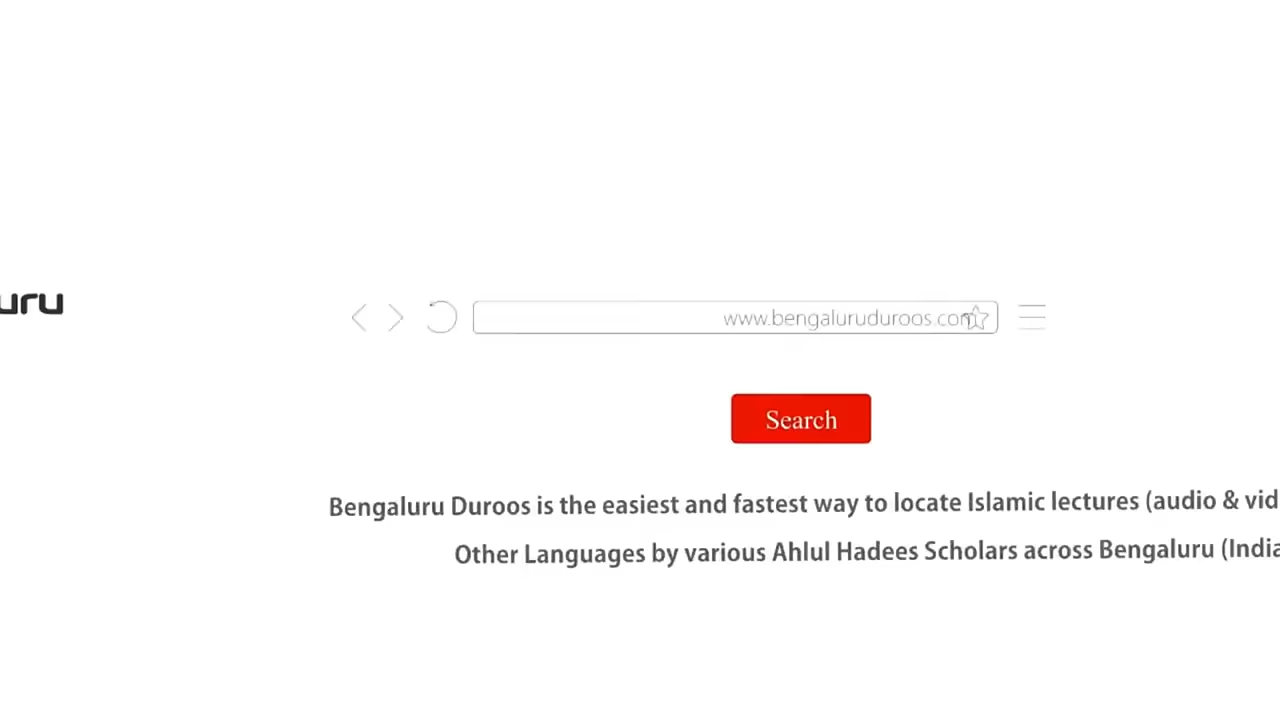 uru
www.bengaluruduroos.com
Search
Bengaluru Duroos is the easiest and fastest way to locate Islamic lectures (audio & vid
Other Languages by various Ahlul Hadees Scholars across Bengaluru (India